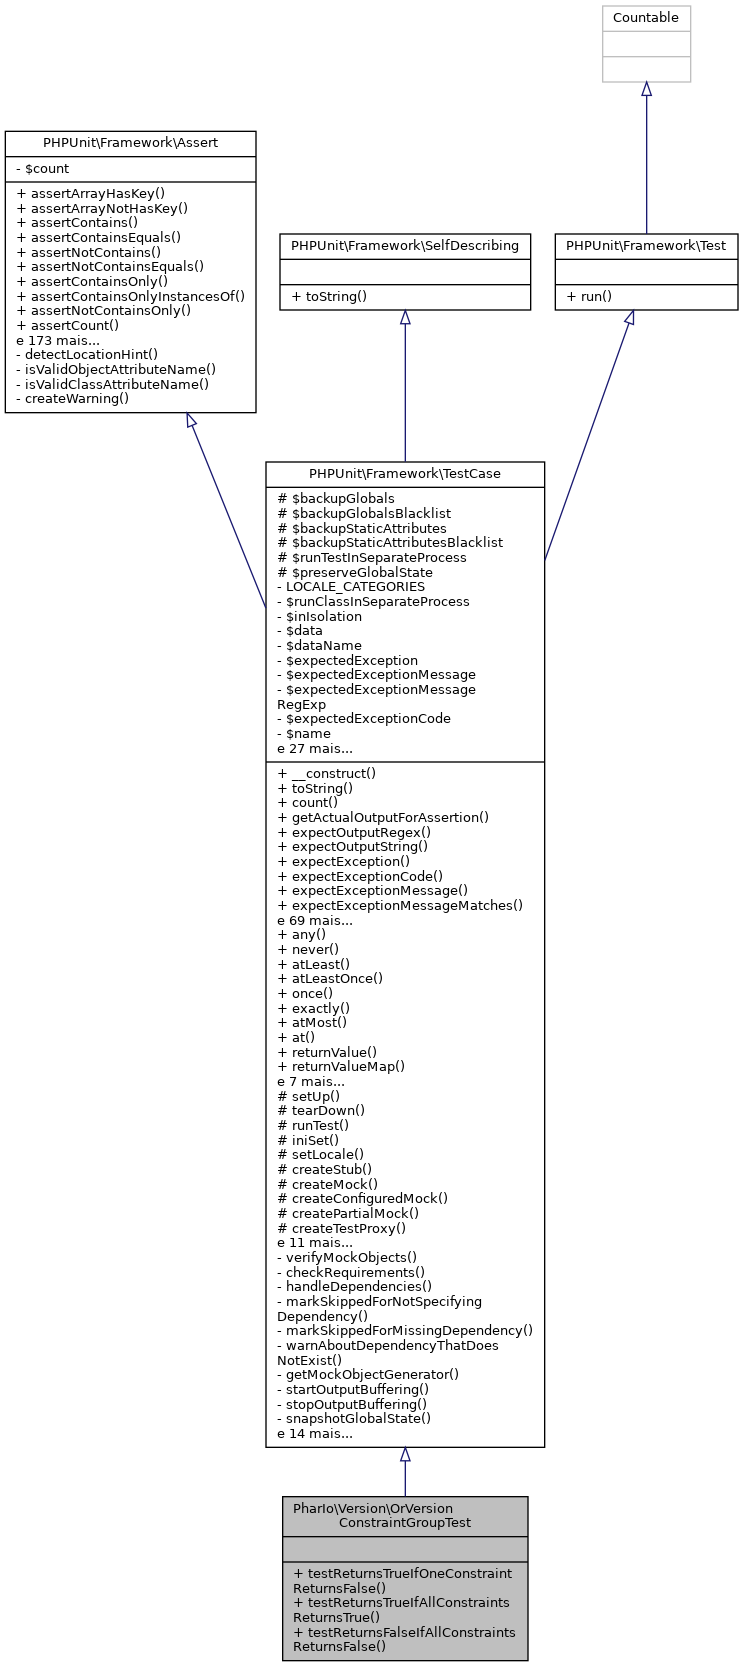 Countable
PHPUnit\Framework\Assert
- $count
+ assertArrayHasKey()
+ assertArrayNotHasKey()
+ assertContains()
+ assertContainsEquals()
+ assertNotContains()
+ assertNotContainsEquals()
+ assertContainsOnly()
+ assertContainsOnlyInstancesOf()
+ assertNotContainsOnly()
+ assertCount()
e 173 mais...
- detectLocationHint()
- isValidObjectAttributeName()
- isValidClassAttributeName()
- createWarning()
PHPUnit\Framework\SelfDescribing
+ toString()
PHPUnit\Framework\Test
+ run()
PHPUnit\Framework\TestCase
# $backupGlobals
# $backupGlobalsBlacklist
# $backupStaticAttributes
# $backupStaticAttributesBlacklist
# $runTestInSeparateProcess
# $preserveGlobalState
- LOCALE_CATEGORIES
- $runClassInSeparateProcess
- $inIsolation
- $data
- $dataName
- $expectedException
- $expectedExceptionMessage
- $expectedExceptionMessage
RegExp
- $expectedExceptionCode
- $name
e 27 mais...
+ __construct()
+ toString()
+ count()
+ getActualOutputForAssertion()
+ expectOutputRegex()
+ expectOutputString()
+ expectException()
+ expectExceptionCode()
+ expectExceptionMessage()
+ expectExceptionMessageMatches()
e 69 mais...
+ any()
+ never()
+ atLeast()
+ atLeastOnce()
+ once()
+ exactly()
+ atMost()
+ at()
+ returnValue()
+ returnValueMap()
e 7 mais...
# setUp()
# tearDown()
# runTest()
# iniSet()
# setLocale()
# createStub()
# createMock()
# createConfiguredMock()
# createPartialMock()
# createTestProxy()
e 11 mais...
- verifyMockObjects()
- checkRequirements()
- handleDependencies()
- markSkippedForNotSpecifying
Dependency()
- markSkippedForMissingDependency()
- warnAboutDependencyThatDoes
NotExist()
- getMockObjectGenerator()
- startOutputBuffering()
- stopOutputBuffering()
- snapshotGlobalState()
e 14 mais...
PharIo\Version\OrVersion
ConstraintGroupTest
+ testReturnsTrueIfOneConstraint
ReturnsFalse()
+ testReturnsTrueIfAllConstraints
ReturnsTrue()
+ testReturnsFalseIfAllConstraints
ReturnsFalse()